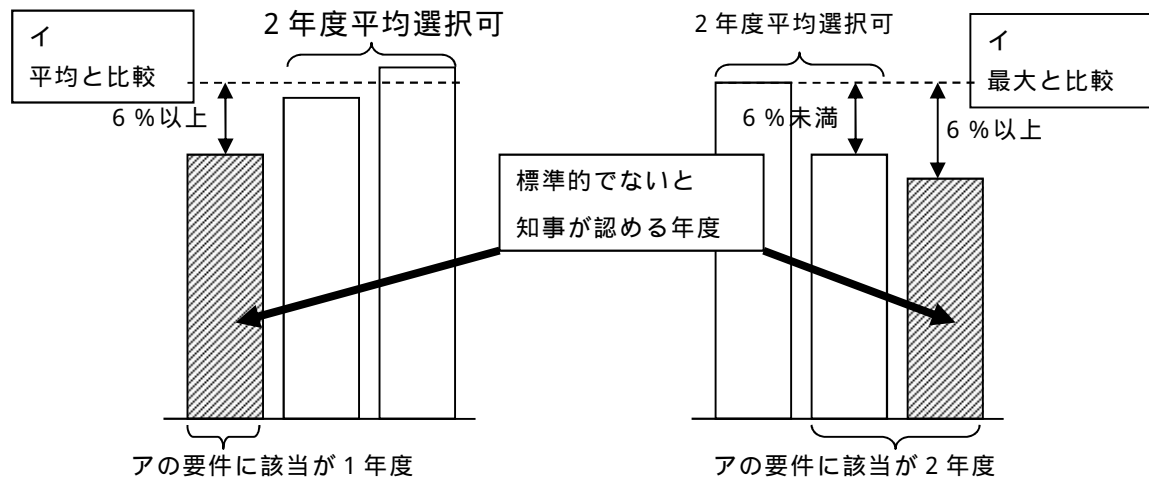 イ
平均と比較
２年度平均選択可
6％以上
アの要件に該当が1年度
標準的でないと
知事が認める年度
２年度平均選択可
イ
最大と比較
6％未満
6％以上
アの要件に該当が2年度